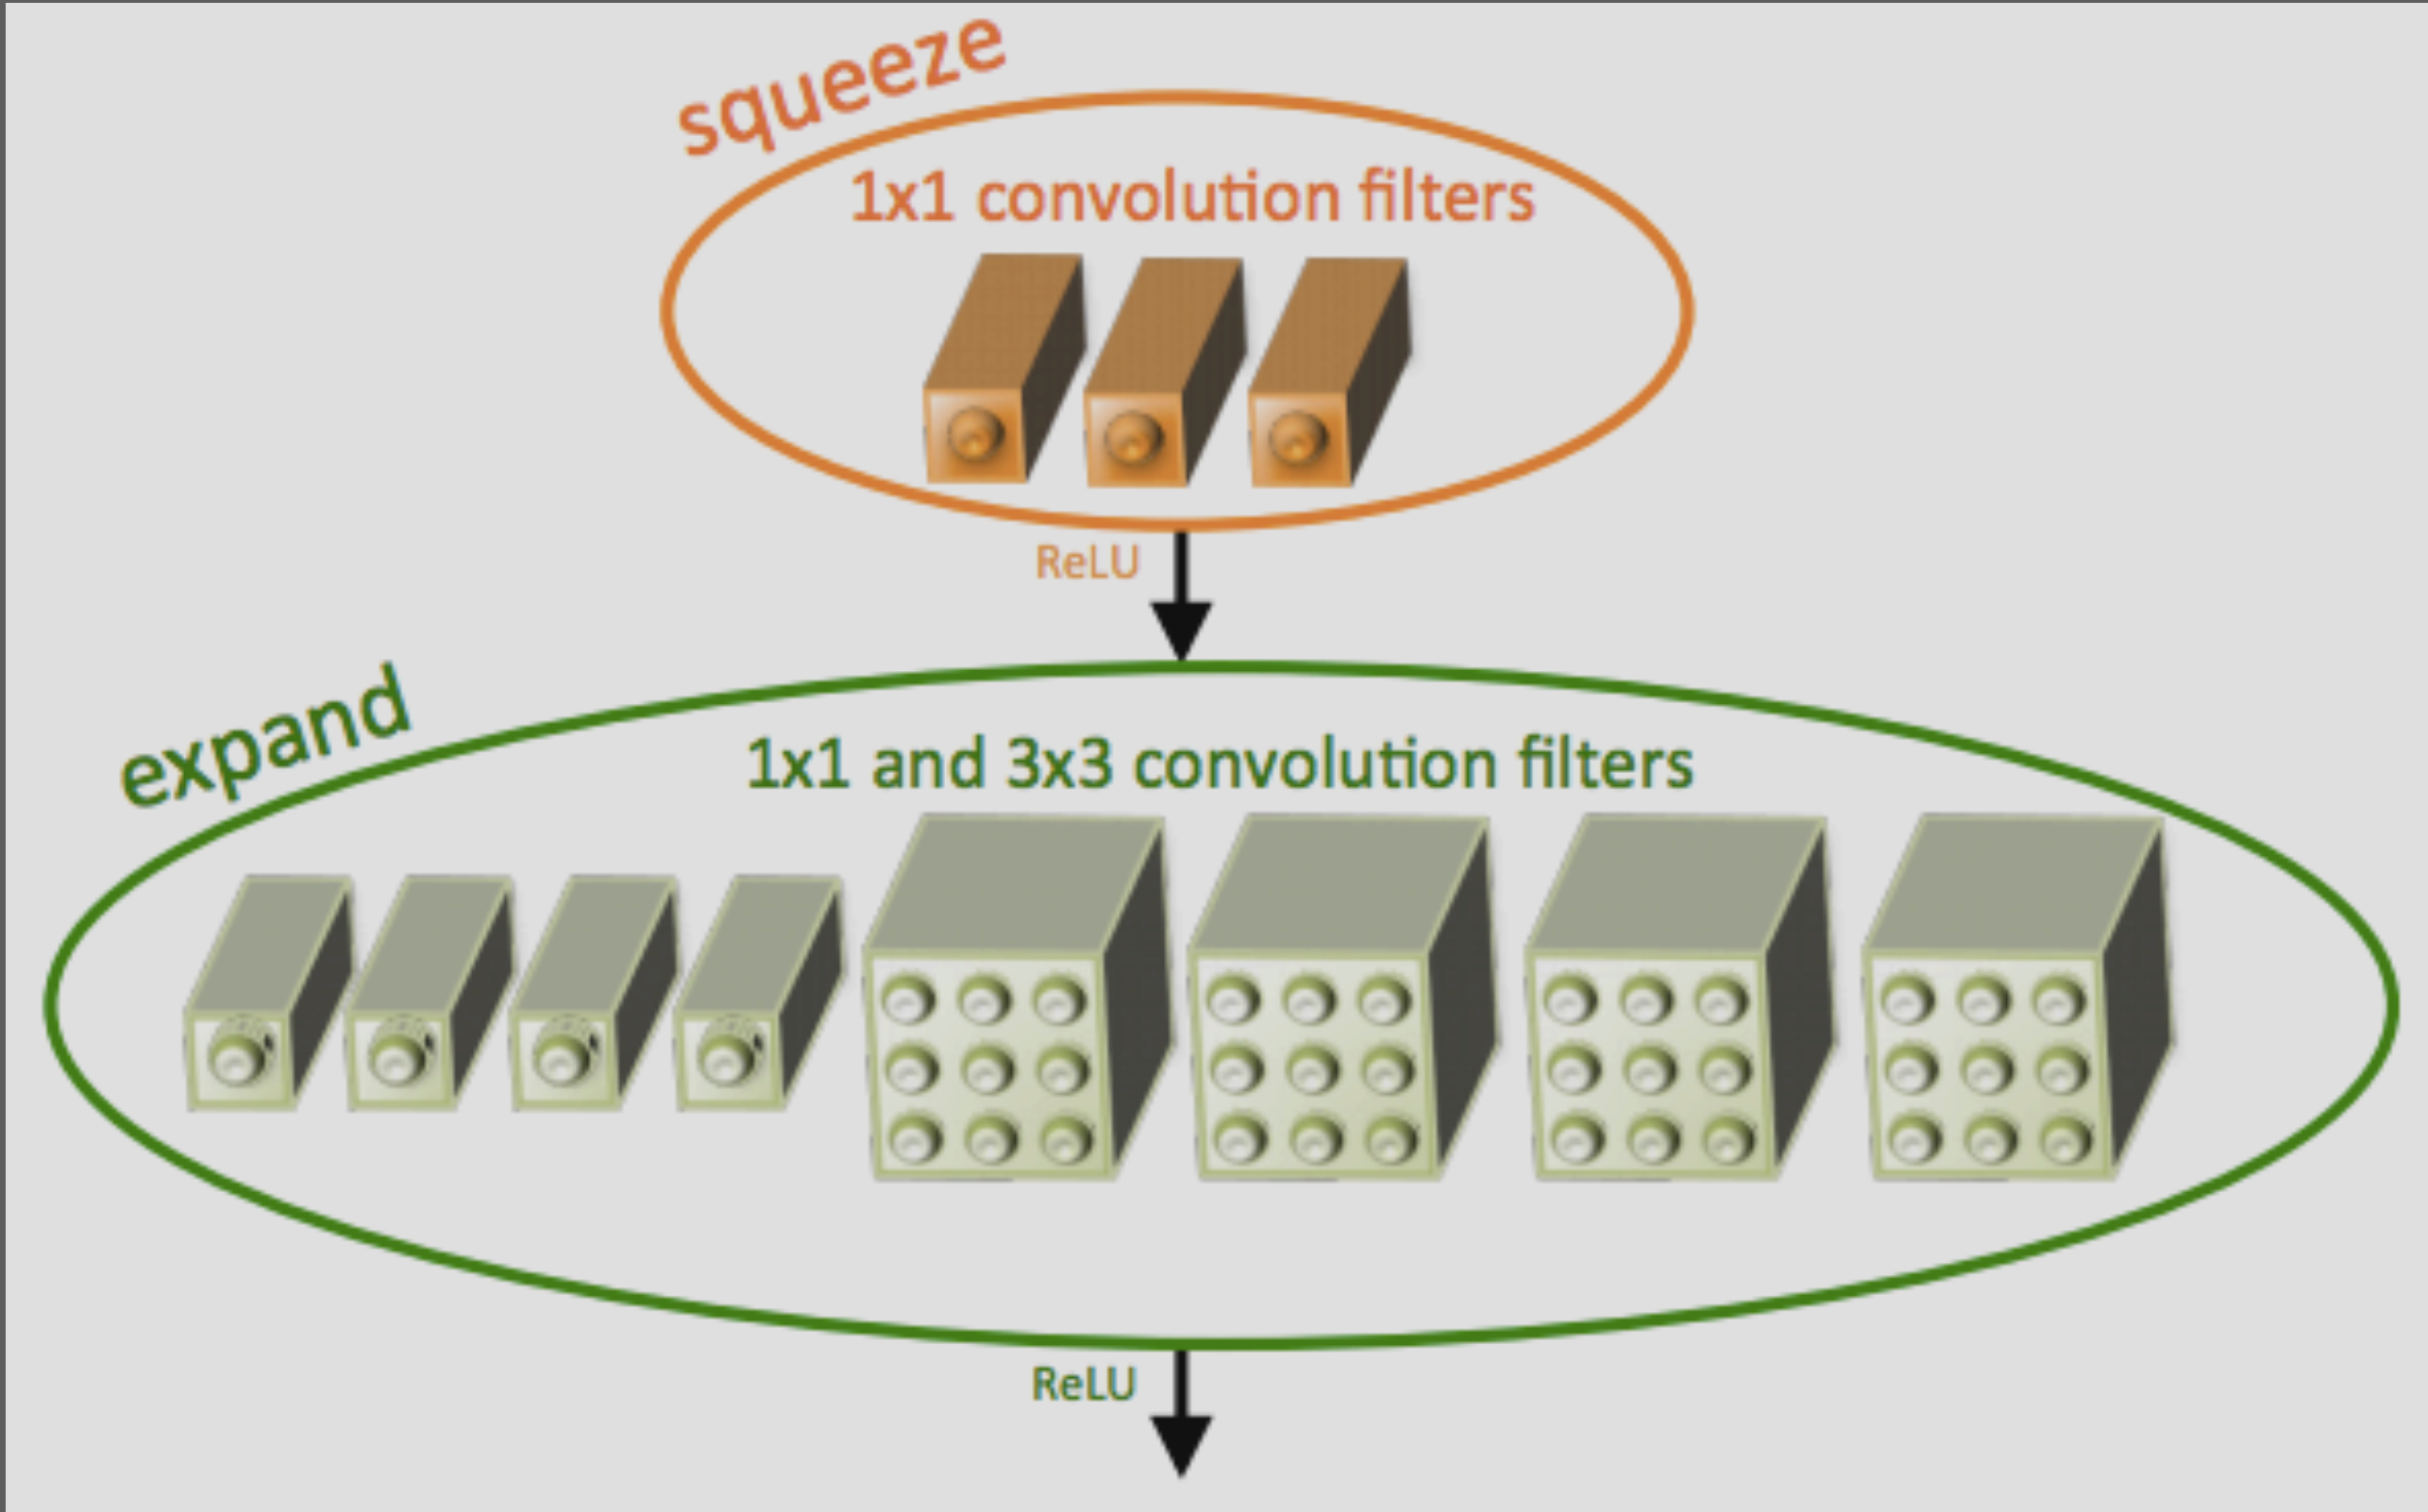 squeeze
1x1 convolution filters
ReLU
expand
1x1 and 3x3 convolution filters
ReLU